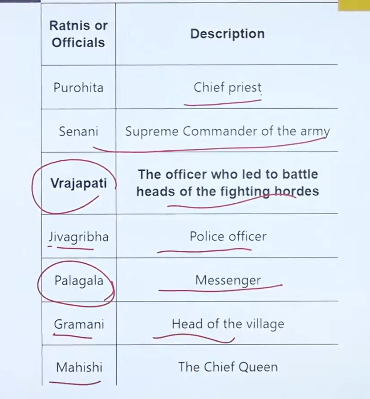 Ratnis or
Officials
Description
Purohita
Chief priest
Senani
Supreme Commander of the army
Vrajapati
The officer who led to battle
heads of the fighting hordes
Jivagribha
Police officer
Palagala
Messenger
Gramani
Head of the village
Mahishi
The Chief Queen